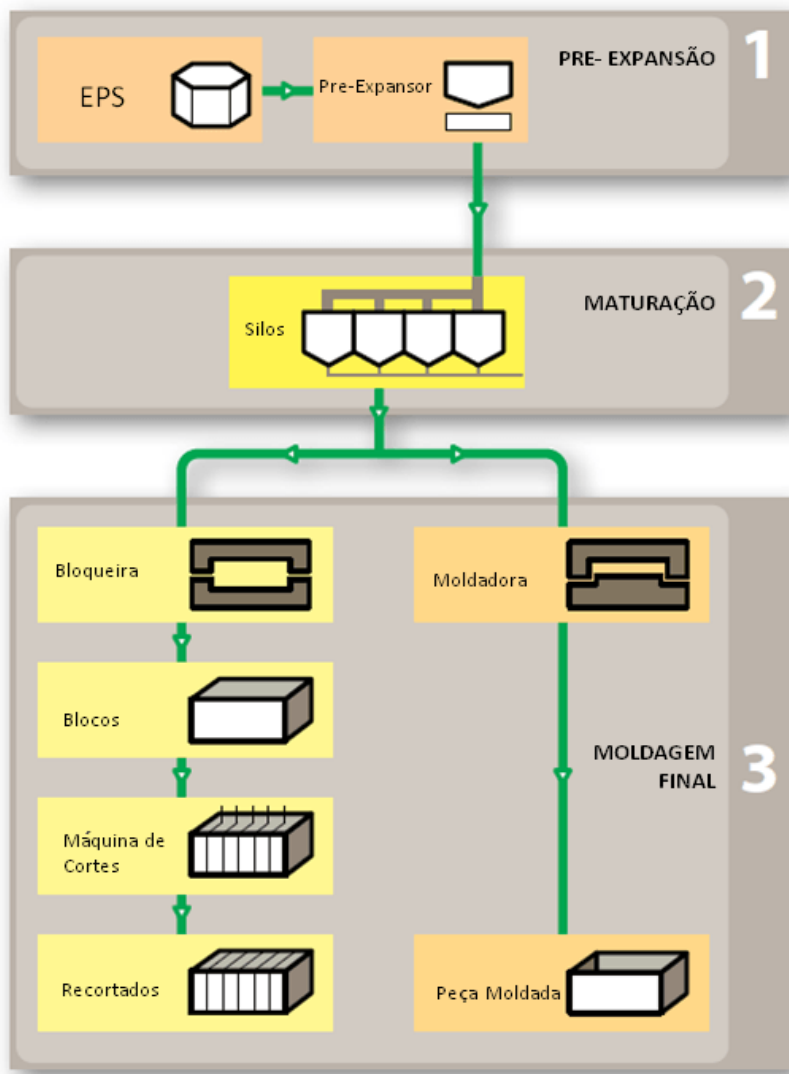 EPS
Pre-Expansor
PRE- EXPANSÃO
1
Silos
MATURAÇÃO
2
Bloqueira
Moldadora
Blocos
MOLDAGEM
FINAL
3
Máquina de
Cortes
Recortados
Peça Moldada